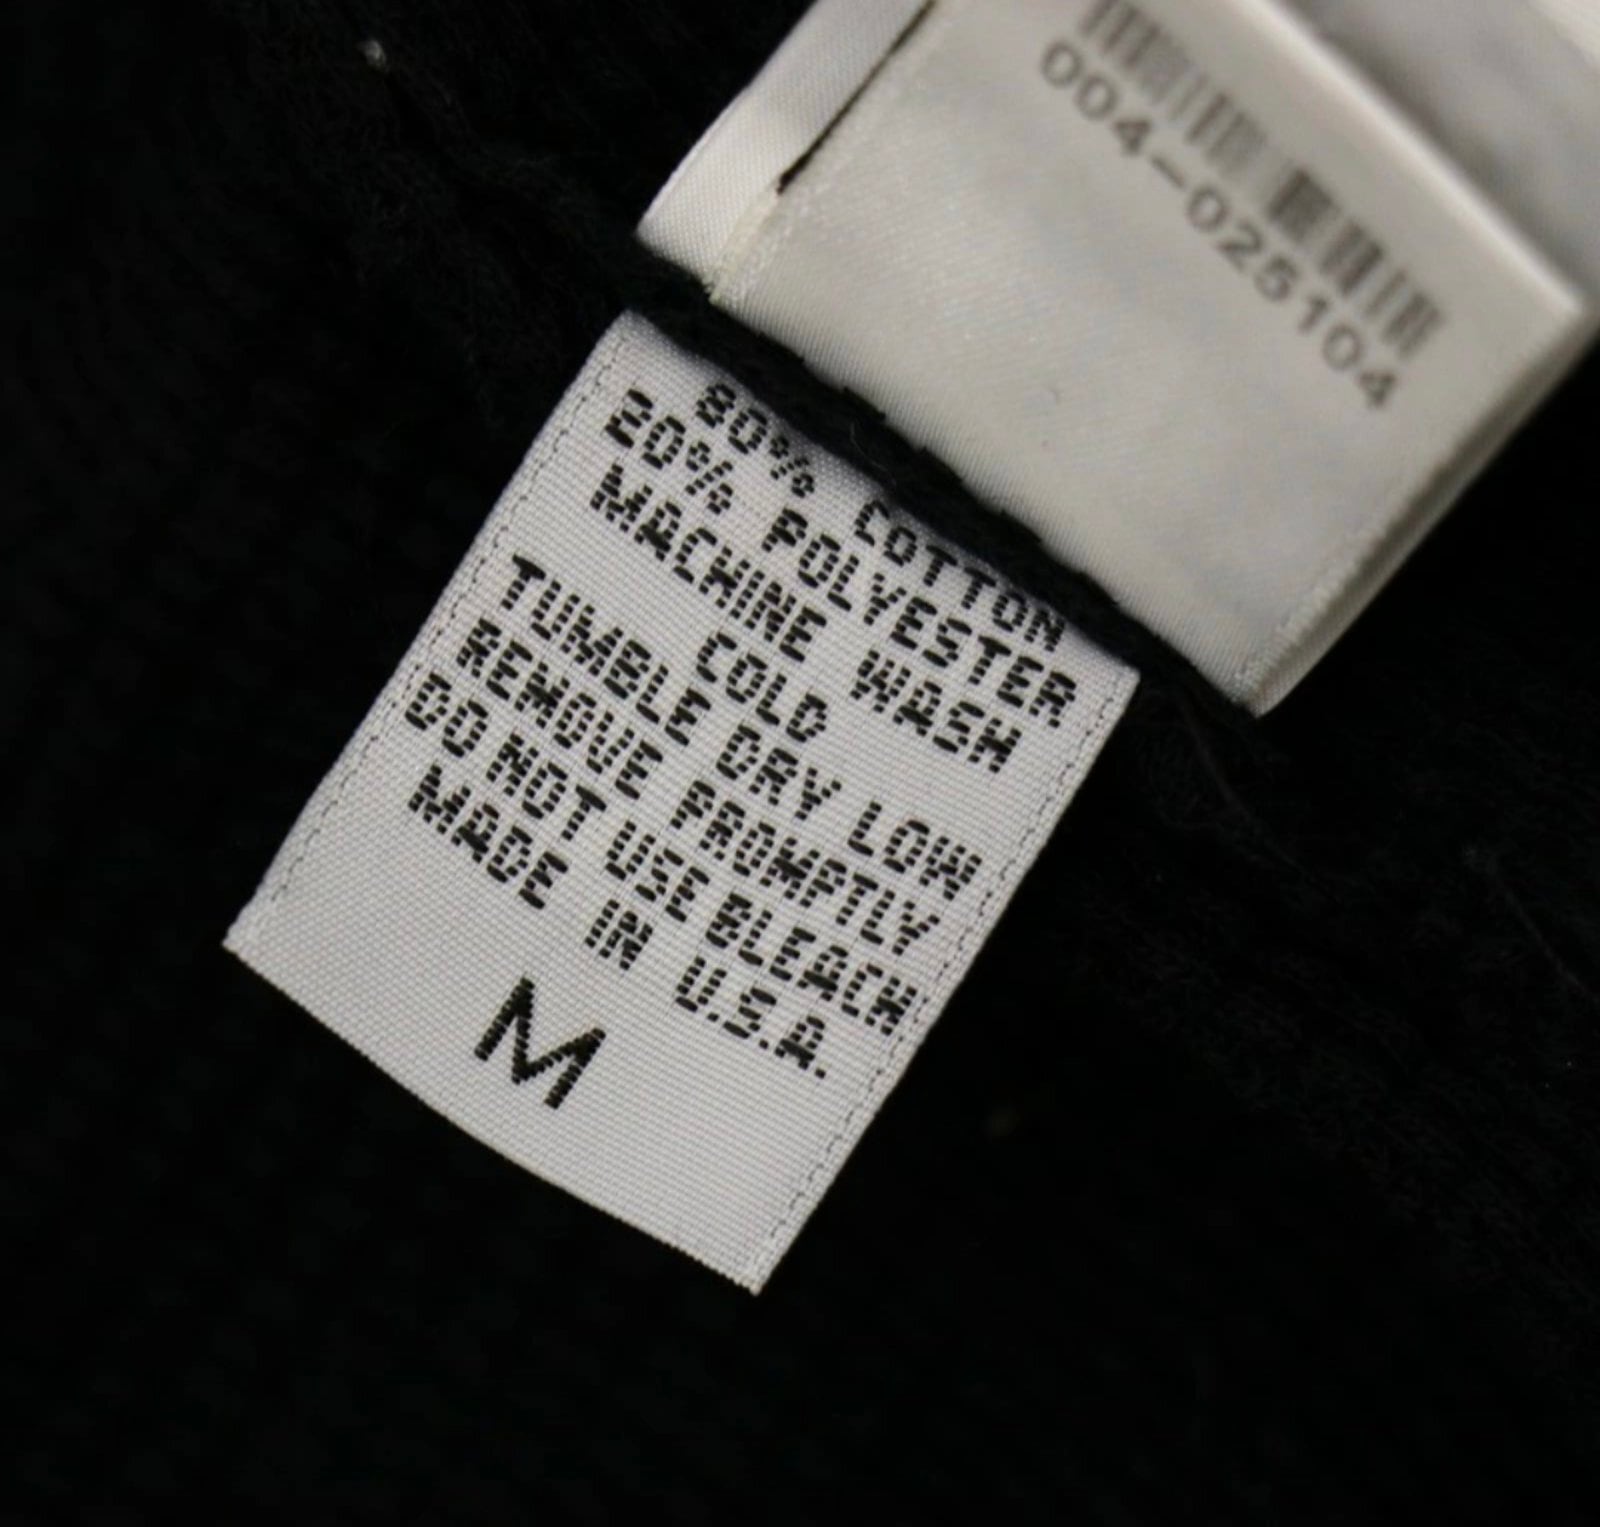 004-025104
80% COTTON
20% POLYESTER
MACHINE WASH
COLD
TUMBLE DRY LOW
REMOVE PROMPTLY
DO NOT USE BLEACH
MADE IN U.S.A.
M